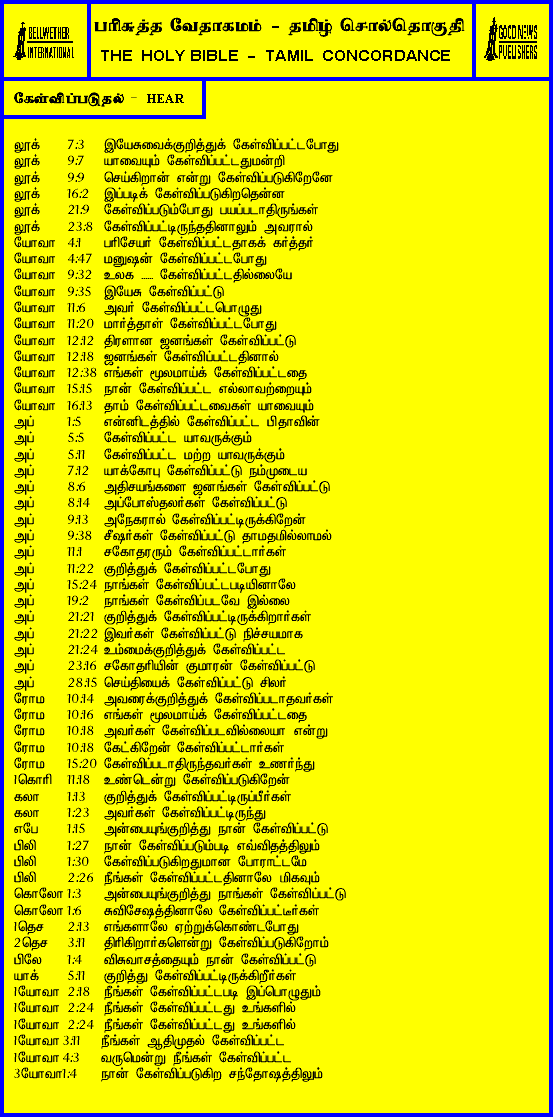 BELLWETHER
INTERNATIONAL
பரிசுத்த வேதாகமம் - தமிழ் சொல்தொகுதி
THE HOLY BIBLE - TAMIL CONCORDANCE
GOOD NEWS
PUBLISHERS
கேள்விப்படுதல் - HEAR
லூக் 7:3 இயேசுவைக்குறித்துக் கேள்விப்பட்டபோது
லூக் 9:7 யாவையும் கேள்விப்பட்டதுமன்றி
லூக் 9:9 செய்கிறான் என்று கேள்விப்படுகிறேனே
லூக் 16:2 இப்படிக் கேள்விப்படுகிறதென்ன
லூக் 21:9 கேள்விப்படும்போது பயப்படாதிருங்கள்
லூக் 23:8 கேள்விப்பட்டிருந்ததினாலும் அவரால்
யோவா 4:1 பரிசேயர் கேள்விப்பட்டதாகக் கர்த்தர்
யோவா 4:47 மனுஷன் கேள்விப்பட்டபோது
யோவா 9:32 உலக ..... கேள்விப்பட்டதில்லையே
யோவா 9:35 இயேசு கேள்விப்பட்டு
யோவா 11:6 அவர் கேள்விப்பட்டபொழுது
யோவா 11:20 மார்த்தாள் கேள்விப்பட்டபோது
யோவா 12:12 திரளான ஜனங்கள் கேள்விப்பட்டு
யோவா 12:18 ஜனங்கள் கேள்விப்பட்டதினால்
யோவா 12:38 எங்கள் மூலமாய்க் கேள்விப்பட்டதை
யோவா 15:15 நான் கேள்விப்பட்ட எல்லாவற்றையும்
யோவா 16:13 தாம் கேள்விப்பட்டவைகள் யாவையும்
அப் 1:5 என்னிடத்தில் கேள்விப்பட்ட பிதாவின்
அப் 5:5 கேள்விப்பட்ட யாவருக்கும்
அப் 5:11 கேள்விப்பட்ட மற்ற யாவருக்கும்
அப் 7:12 யாக்கோபு கேள்விப்பட்டு நம்முடைய
அப் 8:6 அதிசயங்களை ஜனங்கள் கேள்விப்பட்டு
அப் 8:14 அப்போஸ்தலர்கள் கேள்விப்பட்டு
அப் 9:13 அநேகரால் கேள்விப்பட்டிருக்கிறேன்
அப் 9:38 சீஷர்கள் கேள்விப்பட்டு தாமதமில்லாமல்
அப் 11:1 சகோதரரும் கேள்விப்பட்டார்கள்
அப் 11:22 குறித்துக் கேள்விப்பட்டபோது
அப் 15:24 நாங்கள் கேள்விப்பட்டபடியினாலே
அப் 19:2 நாங்கள் கேள்விப்படவே இல்லை
அப் 21:21 குறித்துக் கேள்விப்பட்டிருக்கிறார்கள்
அப் 21:22 இவர்கள் கேள்விப்பட்டு நிச்சயமாக
அப் 21:24 உம்மைக்குறித்துக் கேள்விப்பட்ட
அப் 23:16 சகோதரியின் குமாரன் கேள்விப்பட்டு
அப் 28:15 செய்தியைக் கேள்விப்பட்டு சிலர்
ரோம 10:14 அவரைக்குறித்துக் கேள்விப்படாதவர்கள்
ரோம 10:16 எங்கள் மூலமாய்க் கேள்விப்பட்டதை
ரோம 10:18 அவர்கள் கேள்விப்படவில்லையா என்று
ரோம 10:18 கேட்கிறேன் கேள்விப்பட்டார்கள்
ரோம 15:20 கேள்விப்படாதிருந்தவர்கள் உணர்ந்து
1கொரி 11:18 உண்டென்று கேள்விப்படுகிறேன்
கலா 1:13 குறித்துக் கேள்விப்பட்டிருப்பீர்கள்
கலா 1:23 அவர்கள் கேள்விப்பட்டிருந்து
எபே 1:15 அன்பையுங்குறித்து நான் கேள்விப்பட்டு
பிலி 1:27 நான் கேள்விப்படும்படி எவ்விதத்திலும்
பிலி 1:30 கேள்விப்படுகிறதுமான போராட்டமே
பிலி 2:26 நீங்கள் கேள்விப்பட்டதினாலே மிகவும்
கொலோ 1:3 அன்பையுங்குறித்து நாங்கள் கேள்விப்பட்டு
கொலோ 1:6 சுவிசேஷத்தினாலே கேள்விப்பட்டீர்கள்
1தெச 2:13 எங்களாலே ஏற்றுக்கொண்டபோது
2தெச 3:11 திரிகிறார்களென்று கேள்விப்படுகிறோம்
பிலே 1:4 விசுவாசத்தையும் நான் கேள்விப்பட்டு
யாக் 5:11 குறித்து கேள்விப்பட்டிருக்கிறீர்கள்
1யோவா 2:18 நீங்கள் கேள்விப்பட்டபடி இப்பொழுதும்
1யோவா 2:24 நீங்கள் கேள்விப்பட்டது உங்களில்
1யோவா 2:24 நீங்கள் கேள்விப்பட்டது உங்களில்
1யோவா 3:11 நீங்கள் ஆதிமுதல் கேள்விப்பட்ட
1யோவா 4:3 வருமென்று நீங்கள் கேள்விப்பட்ட
3யோவா1:4 நான் கேள்விப்படுகிற சந்தோஷத்திலும்